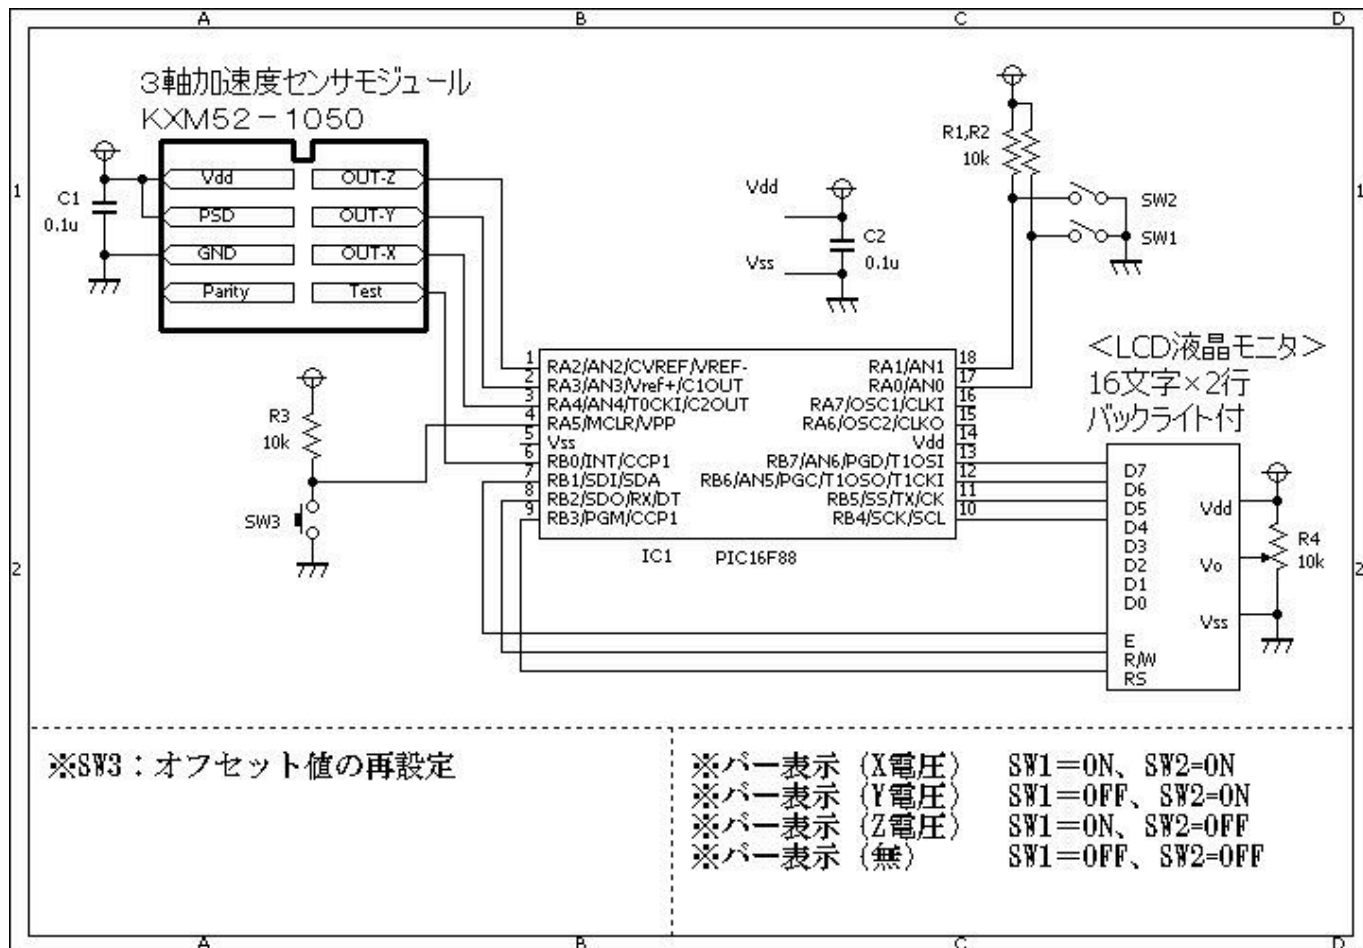 A B C D
3軸加速度センサモジュール
KXM52-1050
Vdd OUT-Z
PSD OUT-Y
GND OUT-X
Parity Test
C1
0.1u
1
1
Vdd
Vss
C2
0.1u
R1,R2
10k
SW2
SW1
R3
10k
SW3
1 RA2/AN2/CVREF/VREF- RA1/AN1 18
2 RA3/AN3/Vref+/C1OUT RA0/AN0 17
3 RA4/AN4/T0CKI/C2OUT RA7/OSC1/CLKI 16
4 RA5/MCLR/VPP RA6/OSC2/CLKO 15
5 Vss Vdd 14
6 RB0/INT/CCP1 RB7/AN6/PGD/T1OSI 13
7 RB1/SDI/SDA RB6/AN5/PGC/T1OSO/T1CKI 12
8 RB2/SDO/RX/DT RB5/SS/TX/CK 11
9 RB3/PGM/CCP1 RB4/SCK/SCL 10
IC1 PIC16F88
<LCD液晶モニタ>
16文字×2行
バックライト付
D7
D6
D5
D4
D3
D2
D1
D0
E
R/W
RS
Vdd
Vo
Vss
R4
10k
2
2
※SW3:オフセット値の再設定
※バー表示(X電圧) SW1=ON、SW2=ON
※バー表示(Y電圧) SW1=OFF、SW2=ON
※バー表示(Z電圧) SW1=ON、SW2=OFF
※バー表示(無) SW1=OFF、SW2=OFF
A B C D